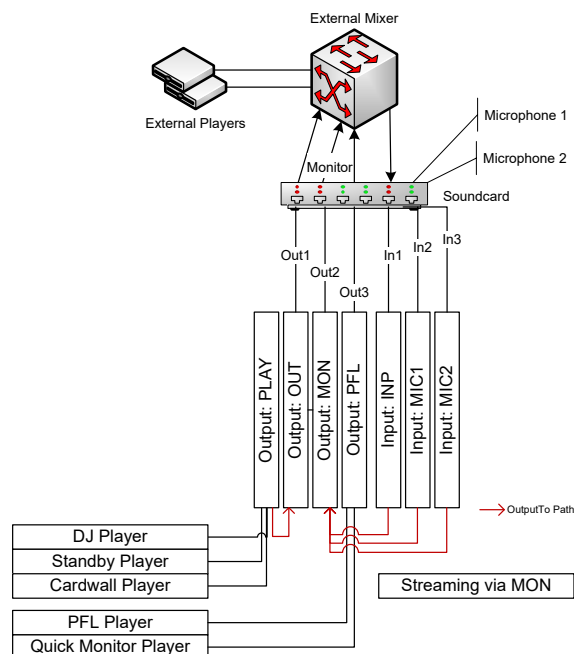 External Mixer
External Players
Microphone 1
Microphone 2
Monitor
Soundcard
Out1
Out2
Out3
In1
In2
In3
Output: PLAY
Output: OUT
Output: MON
Output: PFL
Input: INP
Input: MIC1
Input: MIC2
OutputTo Path
DJ Player
Standby Player
Cardwall Player
Streaming via MON
PFL Player
Quick Monitor Player